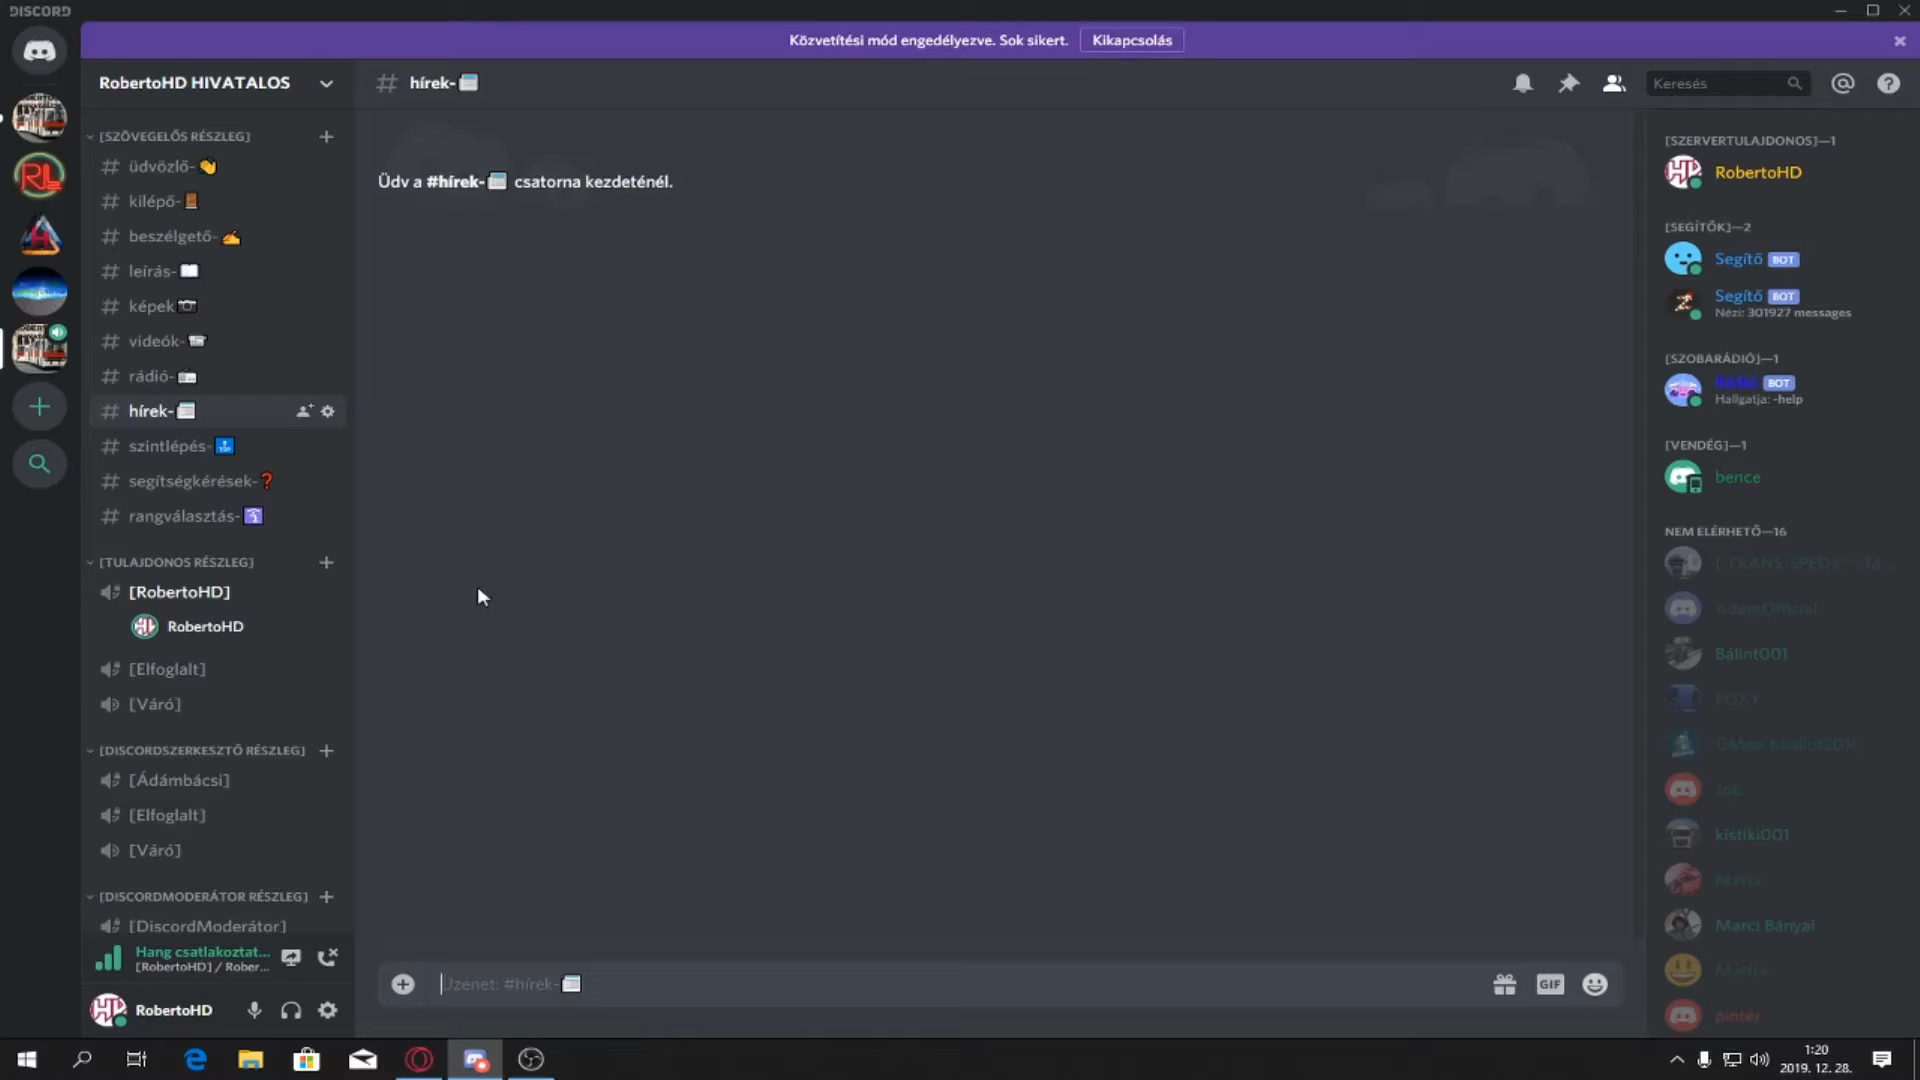 DISCORD
Közvetítési mód engedélyezve. Sok sikert. Kikapcsolás
RobertoHD HIVATALOS
hírek-
Keresés
[SZÖVEGELŐS RÉSZLEG]
üdvözlő-
kilépő-
beszélgető-
leírás-
képek
videók-
rádió-
hírek-
szintlépés-
segítségkérések-
rangválasztás-
[TULAJDONOS RÉSZLEG]
[RobertoHD]
RobertoHD
[Elfoglalt]
[Váró]
[DISCORDSZERKESZTŐ RÉSZLEG]
[Ádámbácsi]
[Elfoglalt]
[Váró]
[DISCORDMODERÁTOR RÉSZLEG]
[DiscordModerátor]
Hang csatlakoztat...
[RobertoHD] / Rober...
RobertoHD
Üdv a #hírek- csatorna kezdeténél.
Üzenet: #hírek-
GIF
[SZERVERTULAJDONOS]—1
RobertoHD
[SEGÍTŐK]—2
Segítő BOT
Segítő BOT
Nézi: 301927 messages
[SZOBARÁDIÓ]—1
BOT
Hallgatja: -help
[VENDÉG]—1
bence
NEM ELÉRHETŐ—16
Bálint001
kistiki001
Marci Bányai
pintér
1:20
2019. 12. 28.